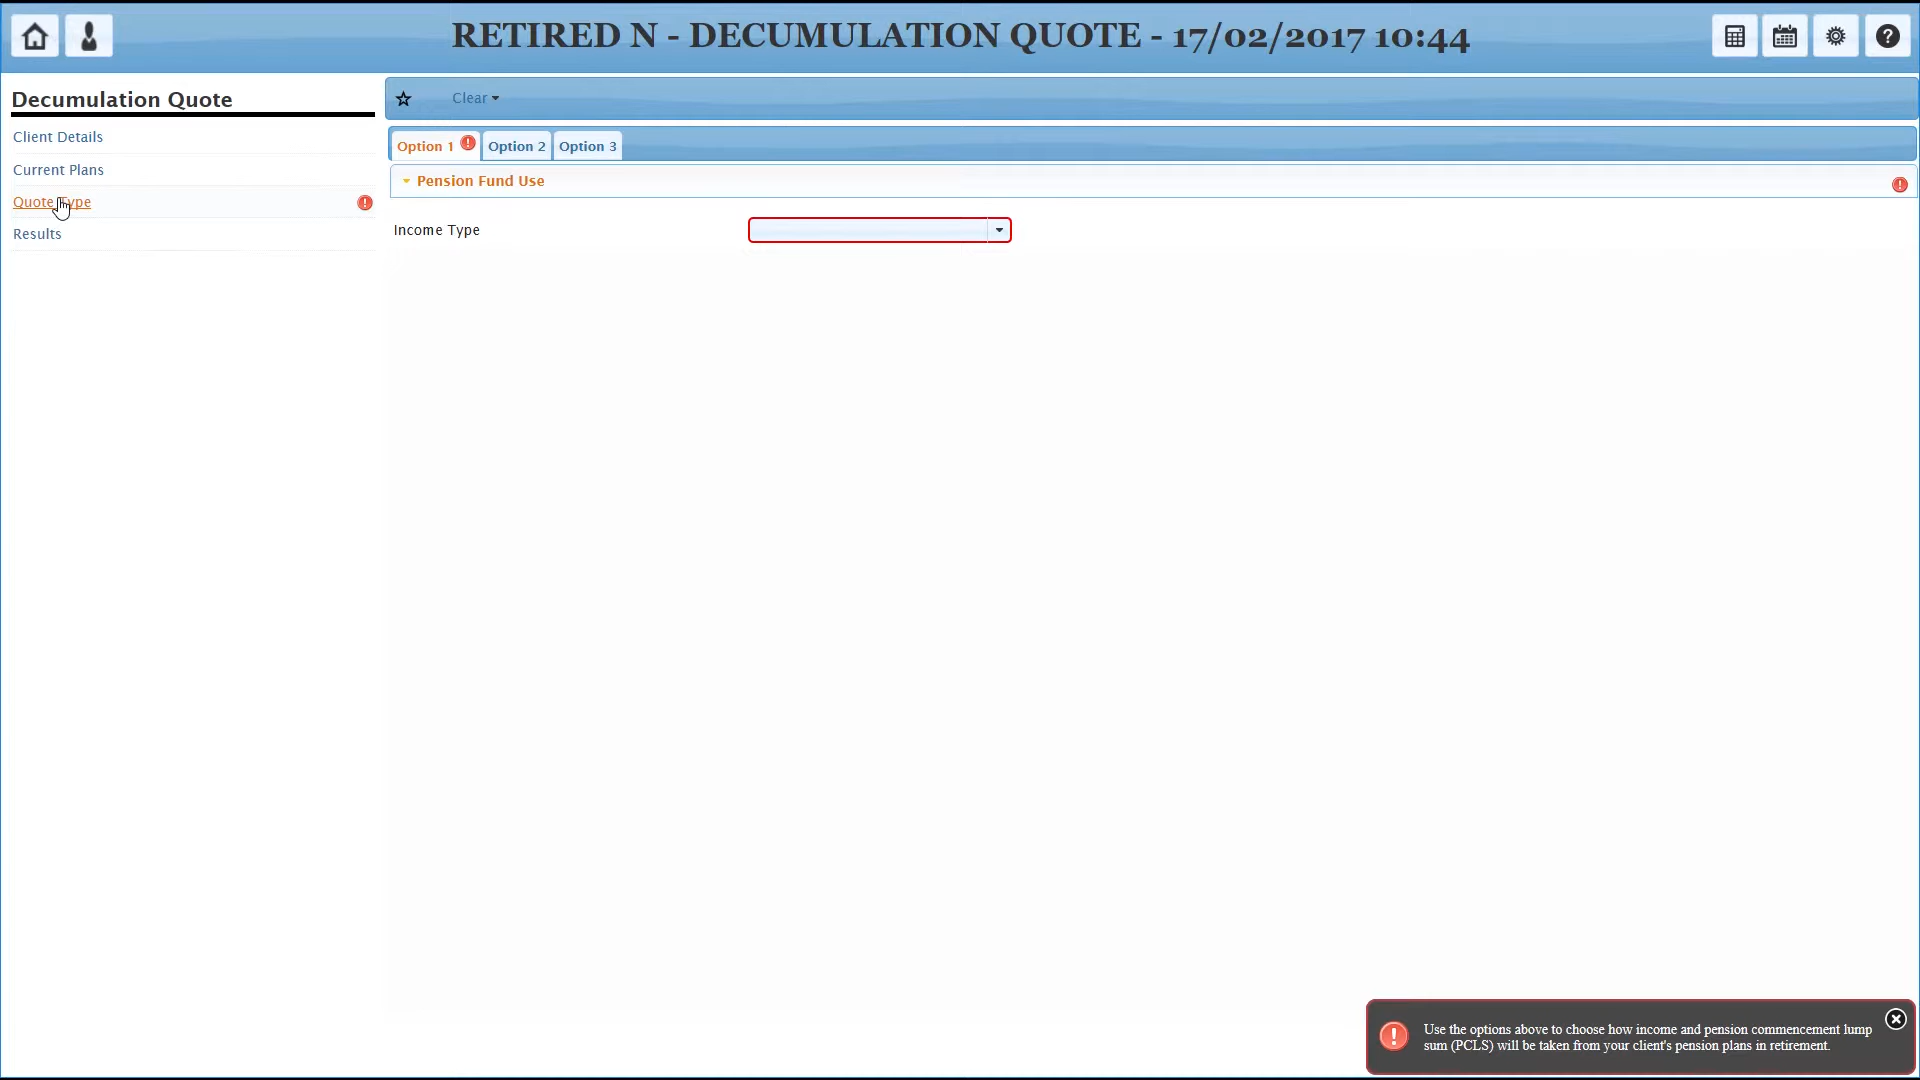 RETIRED N - DECUMULATION QUOTE - 17/02/2017 10:44
Decumulation Quote
Client Details
Current Plans
Quote Type
Results
Clear
Option 1
Option 2
Option 3
Pension Fund Use
Income Type
Use the options above to choose how income and pension commencement lump
sum (PCLS) will be taken from your client's pension plans in retirement.